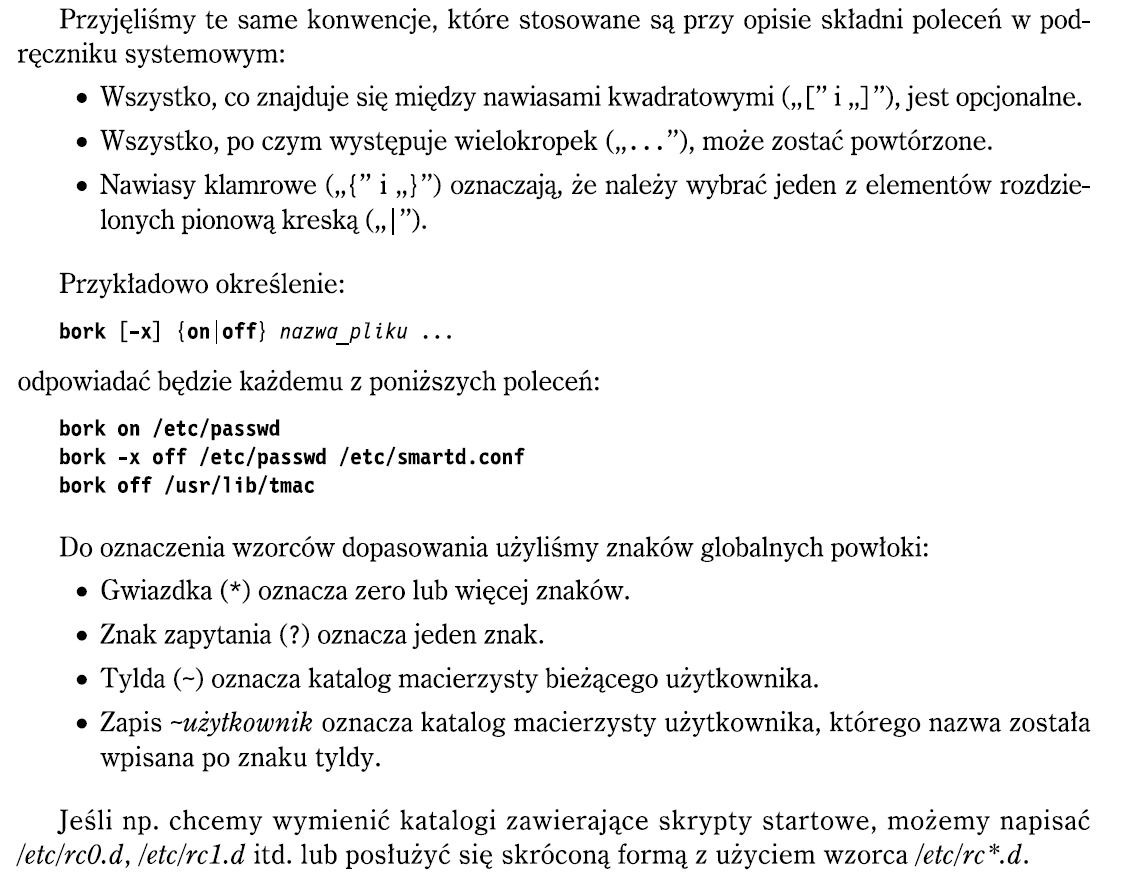 Przyjęliśmy te same konwencje, które stosowane są przy opisie składni poleceń w pod-
ręczniku systemowym:
• Wszystko, co znajduje się między nawiasami kwadratowymi („[” i „]”), jest opcjonalne.
• Wszystko, po czym występuje wielokropek („...”), może zostać powtórzone.
• Nawiasy klamrowe („{” i „}”) oznaczają, że należy wybrać jeden z elementów rozdzie-
lonych pionową kreską („|”).
Przykładowo określenie:
bork [-x] {on|off} nazwa_pliku ...
odpowiadać będzie każdemu z poniższych poleceń:
bork on /etc/passwd
bork -x off /etc/passwd /etc/smartd.conf
bork off /usr/lib/tmac
Do oznaczenia wzorców dopasowania użyliśmy znaków globalnych powłoki:
• Gwiazdka (*) oznacza zero lub więcej znaków.
• Znak zapytania (?) oznacza jeden znak.
• Tylda (~) oznacza katalog macierzysty bieżącego użytkownika.
• Zapis ~użytkownik oznacza katalog macierzysty użytkownika, którego nazwa została
wpisana po znaku tyldy.
Jeśli np. chcemy wymienić katalogi zawierające skrypty startowe, możemy napisać
/etc/rc0.d, /etc/rc1.d itd. lub posłużyć się skróconą formą z użyciem wzorca /etc/rc*.d.